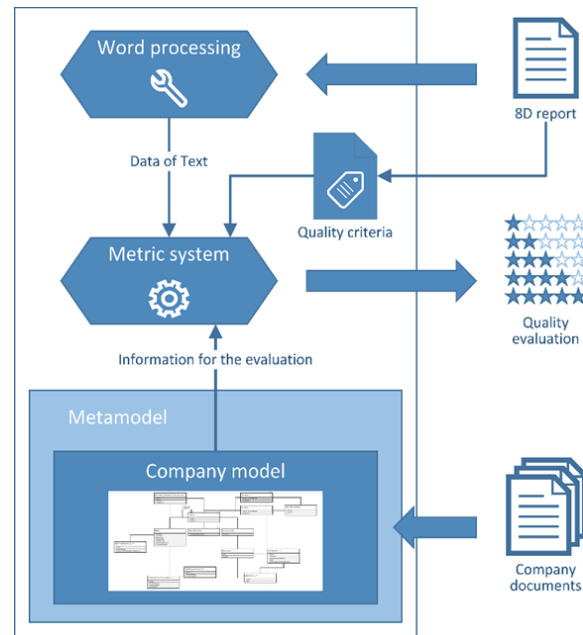 Word processing
8D report
Data of Text
Quality criteria
Metric system
Quality
evaluation
Information for the evaluation
Metamodel
Company model
Company
documents